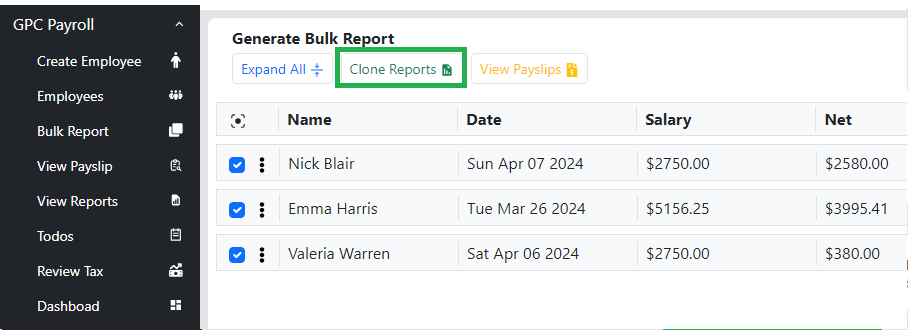 GPC Payroll
Create Employee
Employees
Bulk Report
View Payslip
View Reports
Todos
Review Tax
Dashboad
Generate Bulk Report
Expand All Clone Reports View Payslips
Name Date Salary Net
Nick Blair Sun Apr 07 2024 $2750.00 $2580.00
Emma Harris Tue Mar 26 2024 $5156.25 $3995.41
Valeria Warren Sat Apr 06 2024 $2750.00 $380.00